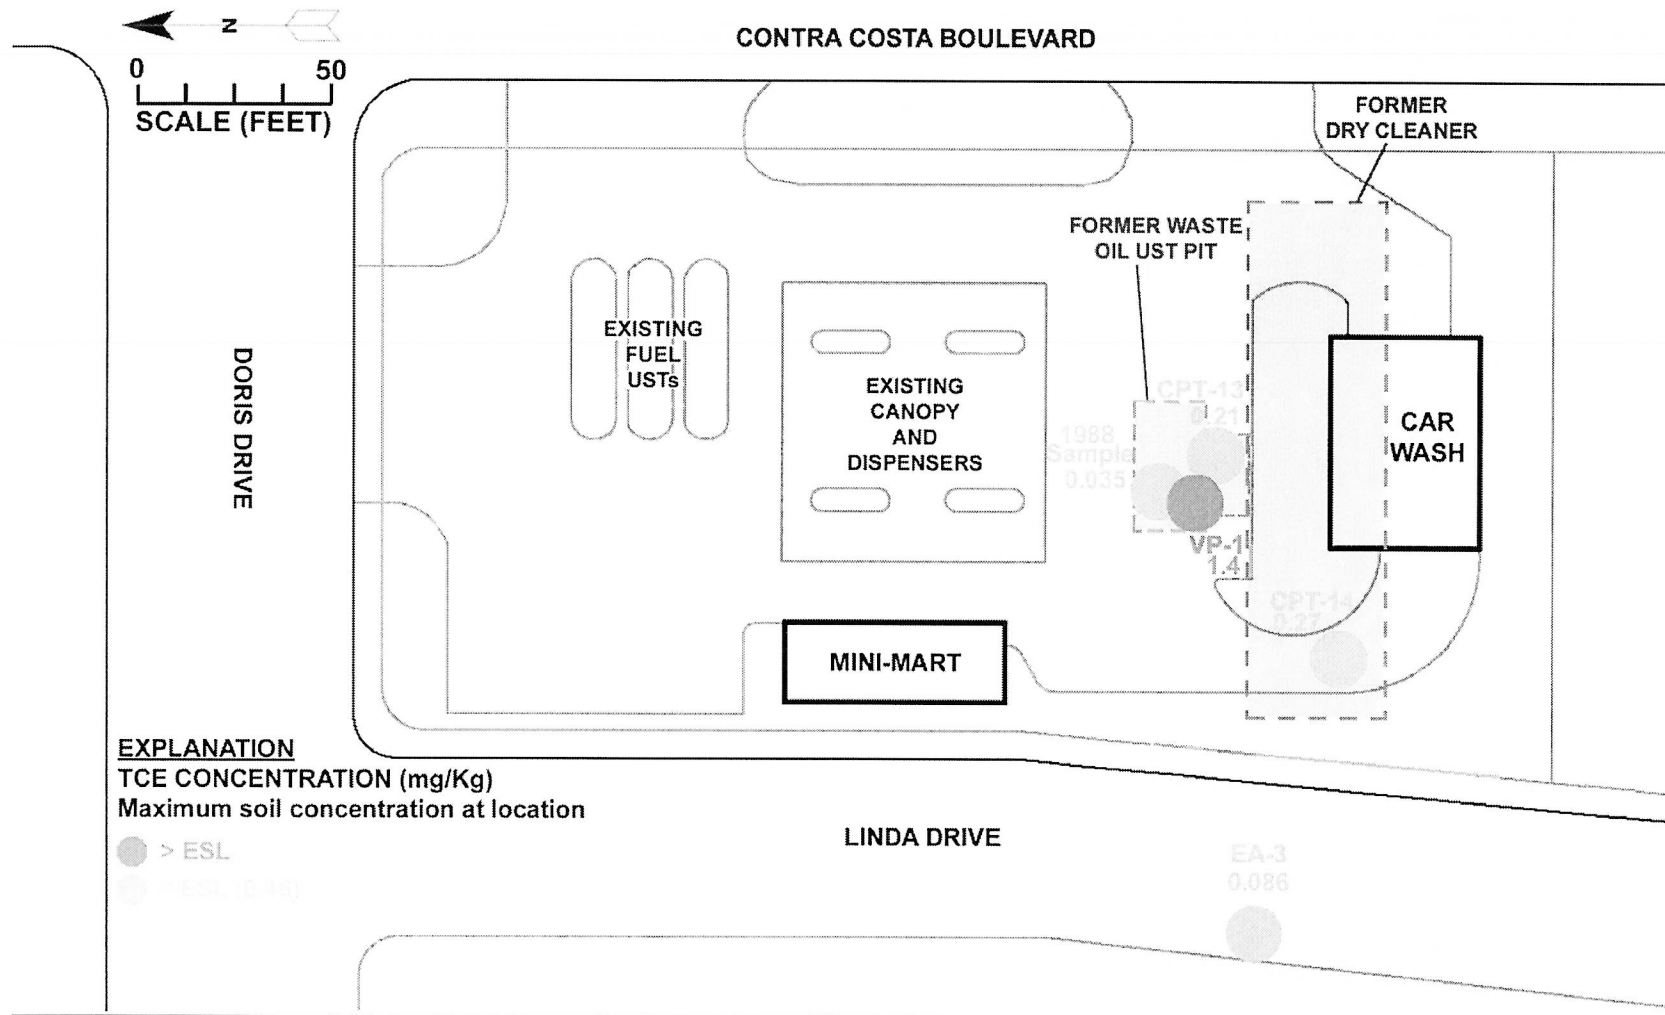 N
CONTRA COSTA BOULEVARD
0 50
SCALE (FEET)
FORMER
DRY CLEANER
FORMER WASTE
OIL UST PIT
EXISTING
FUEL
USTs
DORIS DRIVE
EXISTING
CANOPY
AND
DISPENSERS
CPT-13
0.21
1988
Sample
0.035
CAR
WASH
VP-1
1.4
CPT-14
0.27
MINI-MART
EXPLANATION
TCE CONCENTRATION (mg/Kg)
Maximum soil concentration at location
> ESL
ESL
LINDA DRIVE
EA-3
0.086